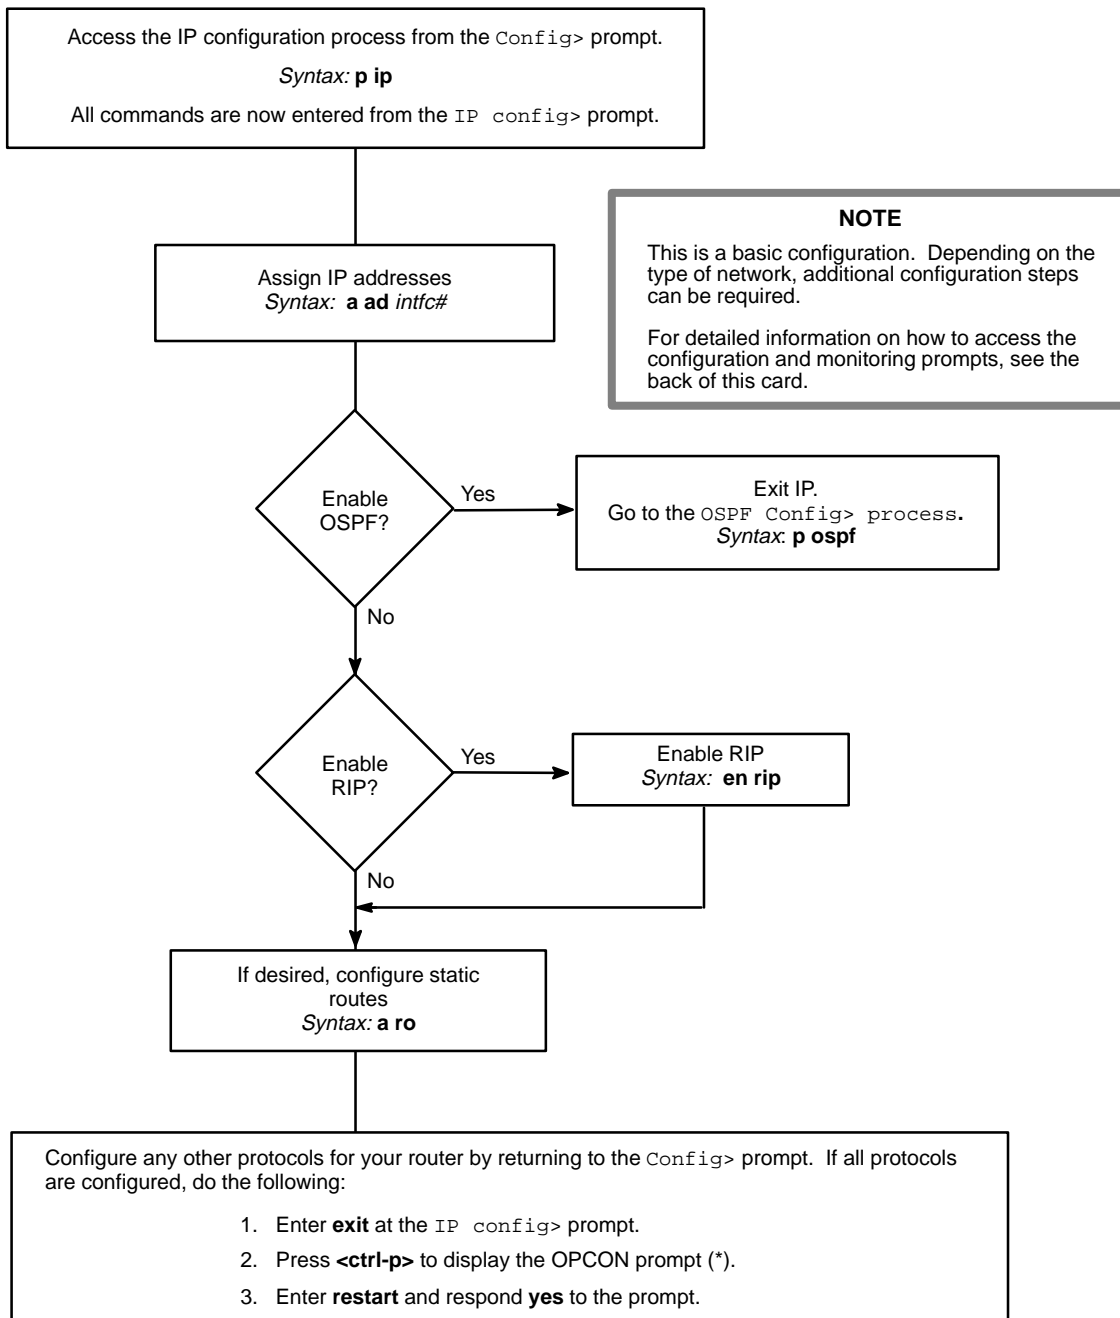 Access the IP configuration process from the Config> prompt.
Syntax: p ip
All commands are now entered from the IP config> prompt.
NOTE
This is a basic configuration. Depending on the
type of network, additional configuration steps
can be required.
For detailed information on how to access the
configuration and monitoring prompts, see the
back of this card.
Assign IP addresses
Syntax: a ad intfc#
Enable
OSPF?
Yes
Exit IP.
Go to the OSPF Config> process.
Syntax: p ospf
No
Enable
RIP?
Yes
Enable RIP
Syntax: en rip
No
If desired, configure static
routes
Syntax: a ro
Configure any other protocols for your router by returning to the Config> prompt. If all protocols
are configured, do the following:
1. Enter exit at the IP config> prompt.
2. Press <ctrl-p> to display the OPCON prompt (*).
3. Enter restart and respond yes to the prompt.